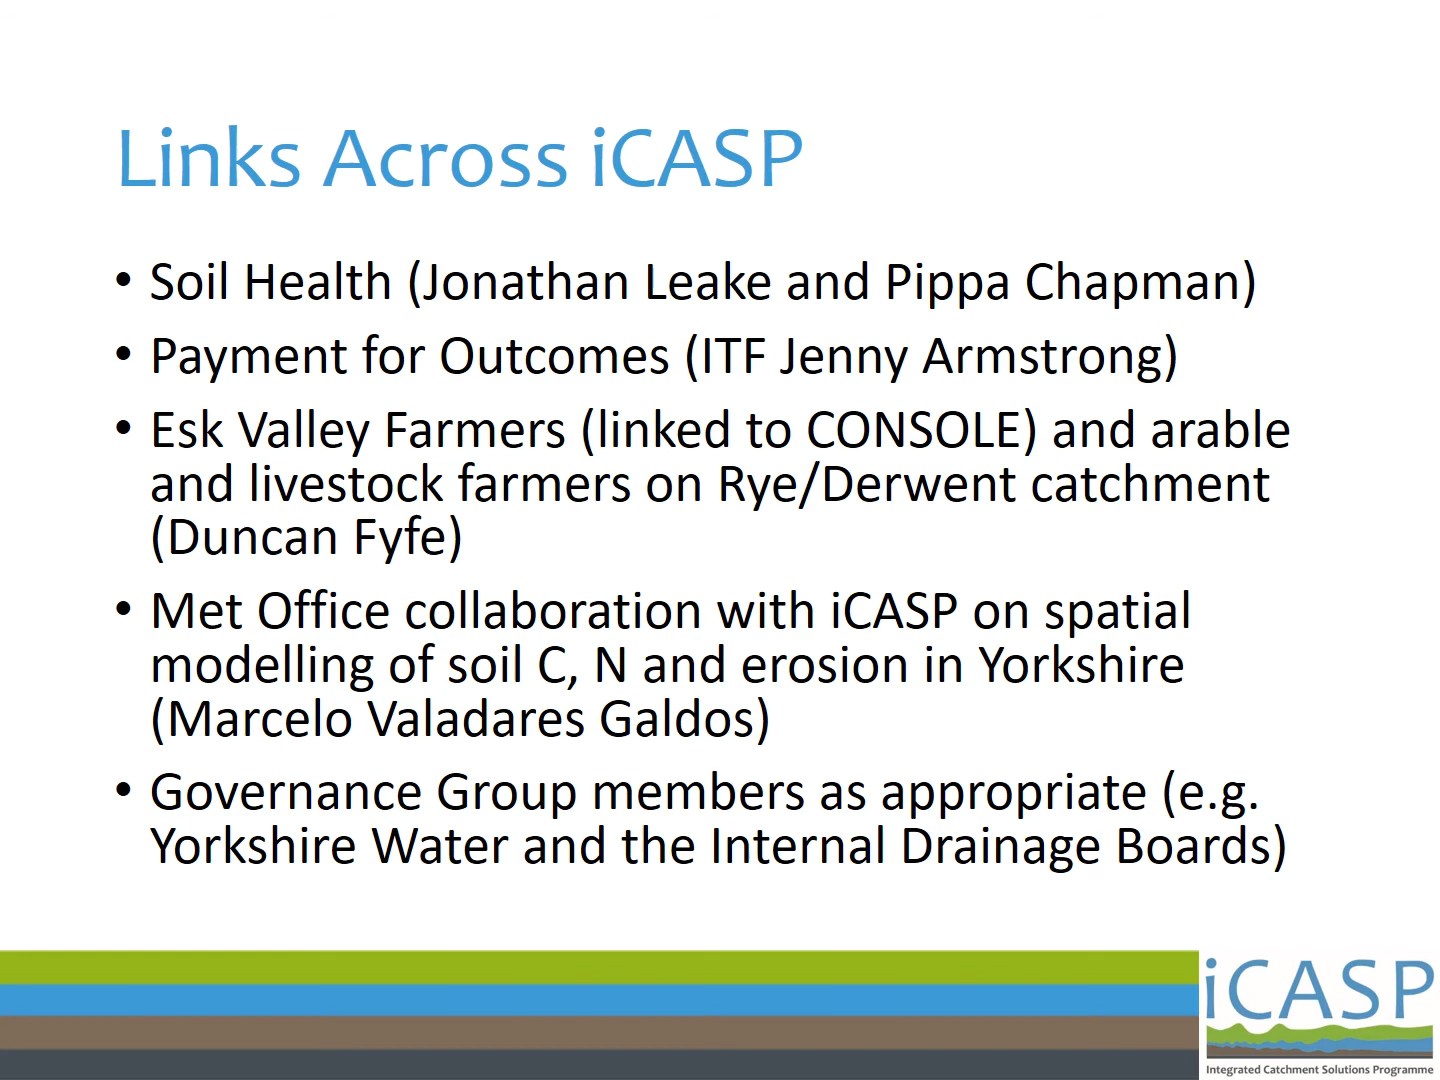 Links Across iCASP
• Soil Health (Jonathan Leake and Pippa Chapman)
• Payment for Outcomes (ITF Jenny Armstrong)
• Esk Valley Farmers (linked to CONSOLE) and arable
and livestock farmers on Rye/Derwent catchment
(Duncan Fyfe)
• Met Office collaboration with iCASP on spatial
modelling of soil C, N and erosion in Yorkshire
(Marcelo Valadares Galdos)
• Governance Group members as appropriate (e.g.
Yorkshire Water and the Internal Drainage Boards)
iCASP
Integrated Catchment Solutions Programme